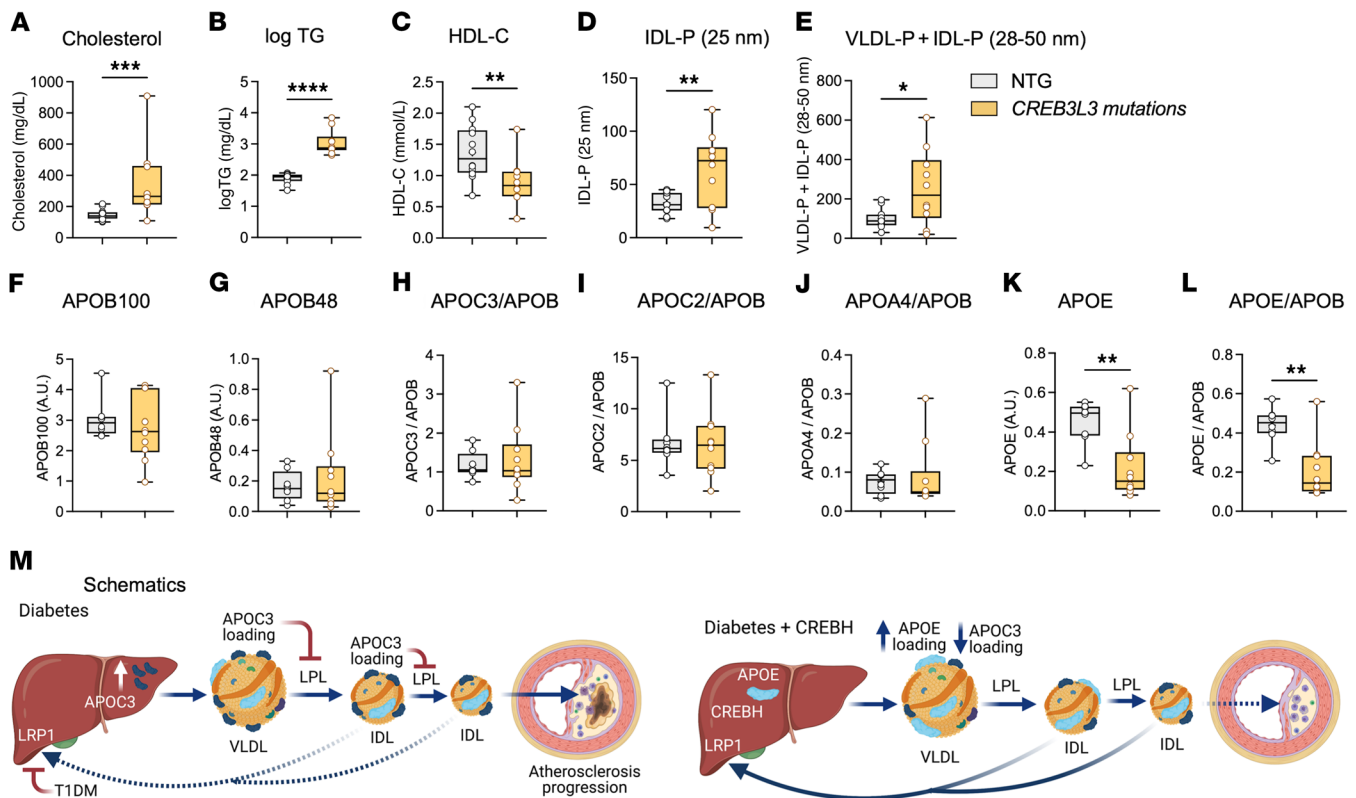 A
Cholesterol
***
Cholesterol (mg/dL)
1000
800
600
400
200
0
B
log TG
****
logTG (mg/dL)
5
4
3
2
1
0
C
HDL-C
**
HDL-C (mmol/L)
2.5
2.0
1.5
1.0
0.5
0.0
D
IDL-P (25 nm)
**
IDL-P (25 nm)
150
100
50
0
E
VLDL-P + IDL-P (28-50 nm)
*
VLDL-P + IDL-P (28-50 nm)
800
600
400
200
0
NTG
CREB3L3 mutations
F
APOB100
APOB100 (A.U.)
5
4
3
2
1
0
G
APOB48
APOB48 (A.U.)
1.0
0.8
0.6
0.4
0.2
0.0
H
APOC3/APOB
APOC3 / APOB
4
3
2
1
0
I
APOC2/APOB
APOC2 / APOB
15
10
5
0
J
APOA4/APOB
APOA4 / APOB
0.4
0.3
0.2
0.1
0.0
K
APOE
**
APOE (A.U.)
0.8
0.6
0.4
0.2
0.0
L
APOE/APOB
**
APOE / APOB
0.8
0.6
0.4
0.2
0.0
M
Schematics
Diabetes
APOC3
LRP1
T1DM
APOC3
loading
LPL
VLDL
APOC3
loading
LPL
IDL
IDL
Atherosclerosis
progression
Diabetes + CREBH
APOE
CREBH
LRP1
APOE
loading
APOC3
loading
VLDL
LPL
IDL
LPL
IDL